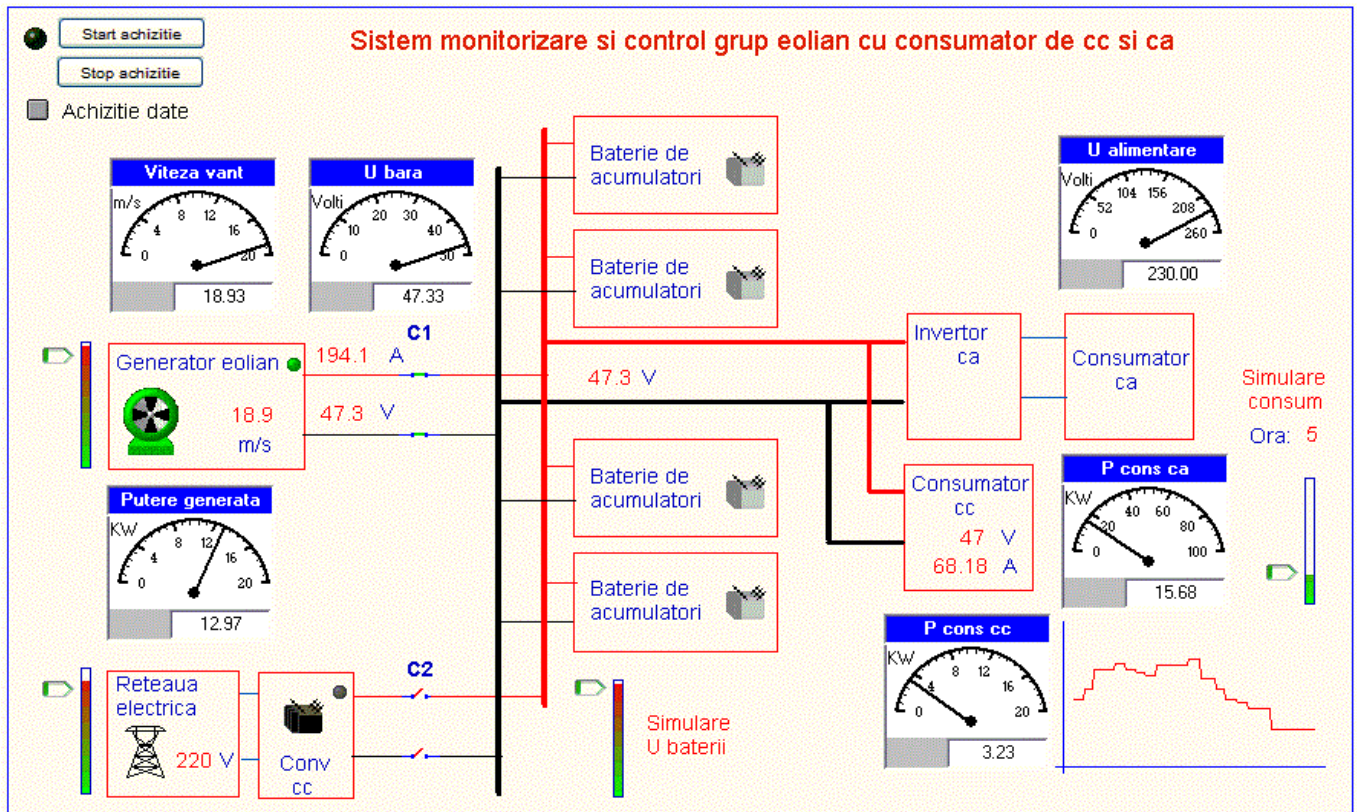 Start achizitie
Sistem monitorizare si control grup eolian cu consumator de cc si ca
Stop achizitie
Achizitie date
Viteza vant
m/s
0 4 8 12 16 20
18.93
U bara
Volti
0 10 20 30 40 50
47.33
Baterie de
acumulatori
Baterie de
acumulatori
U alimentare
Volti
0 52 104 156 208 260
230.00
C1
Generator eolian
194.1 A
18.9
m/s
47.3 V
47.3 V
Invertor
ca
Consumator
ca
Simulare
consum
Ora: 5
Putere generata
KW
0 4 8 12 16 20
12.97
Baterie de
acumulatori
Baterie de
acumulatori
Consumator
cc
47 V
68.18 A
P cons ca
KW
0 20 40 60 80 100
15.68
P cons cc
KW
0 4 8 12 16 20
3.23
C2
Reteaua
electrica
220 V
Conv
cc
Simulare
U baterii